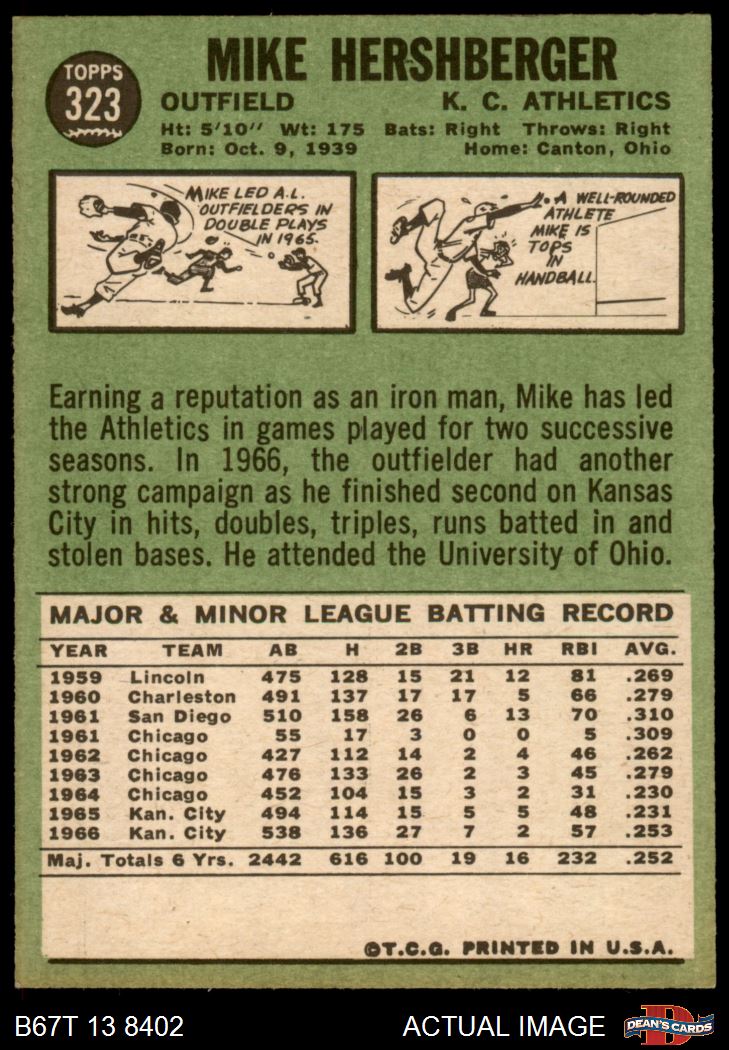 TOPPS
323
MIKE HERSHBERGER
OUTFIELD K. C. ATHLETICS
Ht: 5'10" Wt: 175 Bats: Right Throws: Right
Born: Oct. 9, 1939 Home: Canton, Ohio
MIKE LED A.L.
OUTFIELDERS IN
DOUBLE PLAYS
IN 1965.
A WELL-ROUNDED
ATHLETE
MIKE IS
TOPS
IN
HANDBALL.
Earning a reputation as an iron man, Mike has led
the Athletics in games played for two successive
seasons. In 1966, the outfielder had another
strong campaign as he finished second on Kansas
City in hits, doubles, triples, runs batted in and
stolen bases. He attended the University of Ohio.
MAJOR & MINOR LEAGUE BATTING RECORD
YEAR TEAM AB H 2B 3B HR RBI AVG.
1959 Lincoln 475 128 15 21 12 81 .269
1960 Charleston 491 137 17 17 5 66 .279
1961 San Diego 510 158 26 6 13 70 .310
1961 Chicago 55 17 3 0 0 5 .309
1962 Chicago 427 112 14 2 4 46 .262
1963 Chicago 476 133 26 2 3 45 .279
1964 Chicago 452 104 15 3 2 31 .230
1965 Kan. City 494 114 15 5 5 48 .231
1966 Kan. City 538 136 27 7 2 57 .253
Maj. Totals 6 Yrs. 2442 616 100 19 16 232 .252
©T.C.G. PRINTED IN U.S.A.
B67T 13 8402 ACTUAL IMAGE
D
DEAN'S CARDS